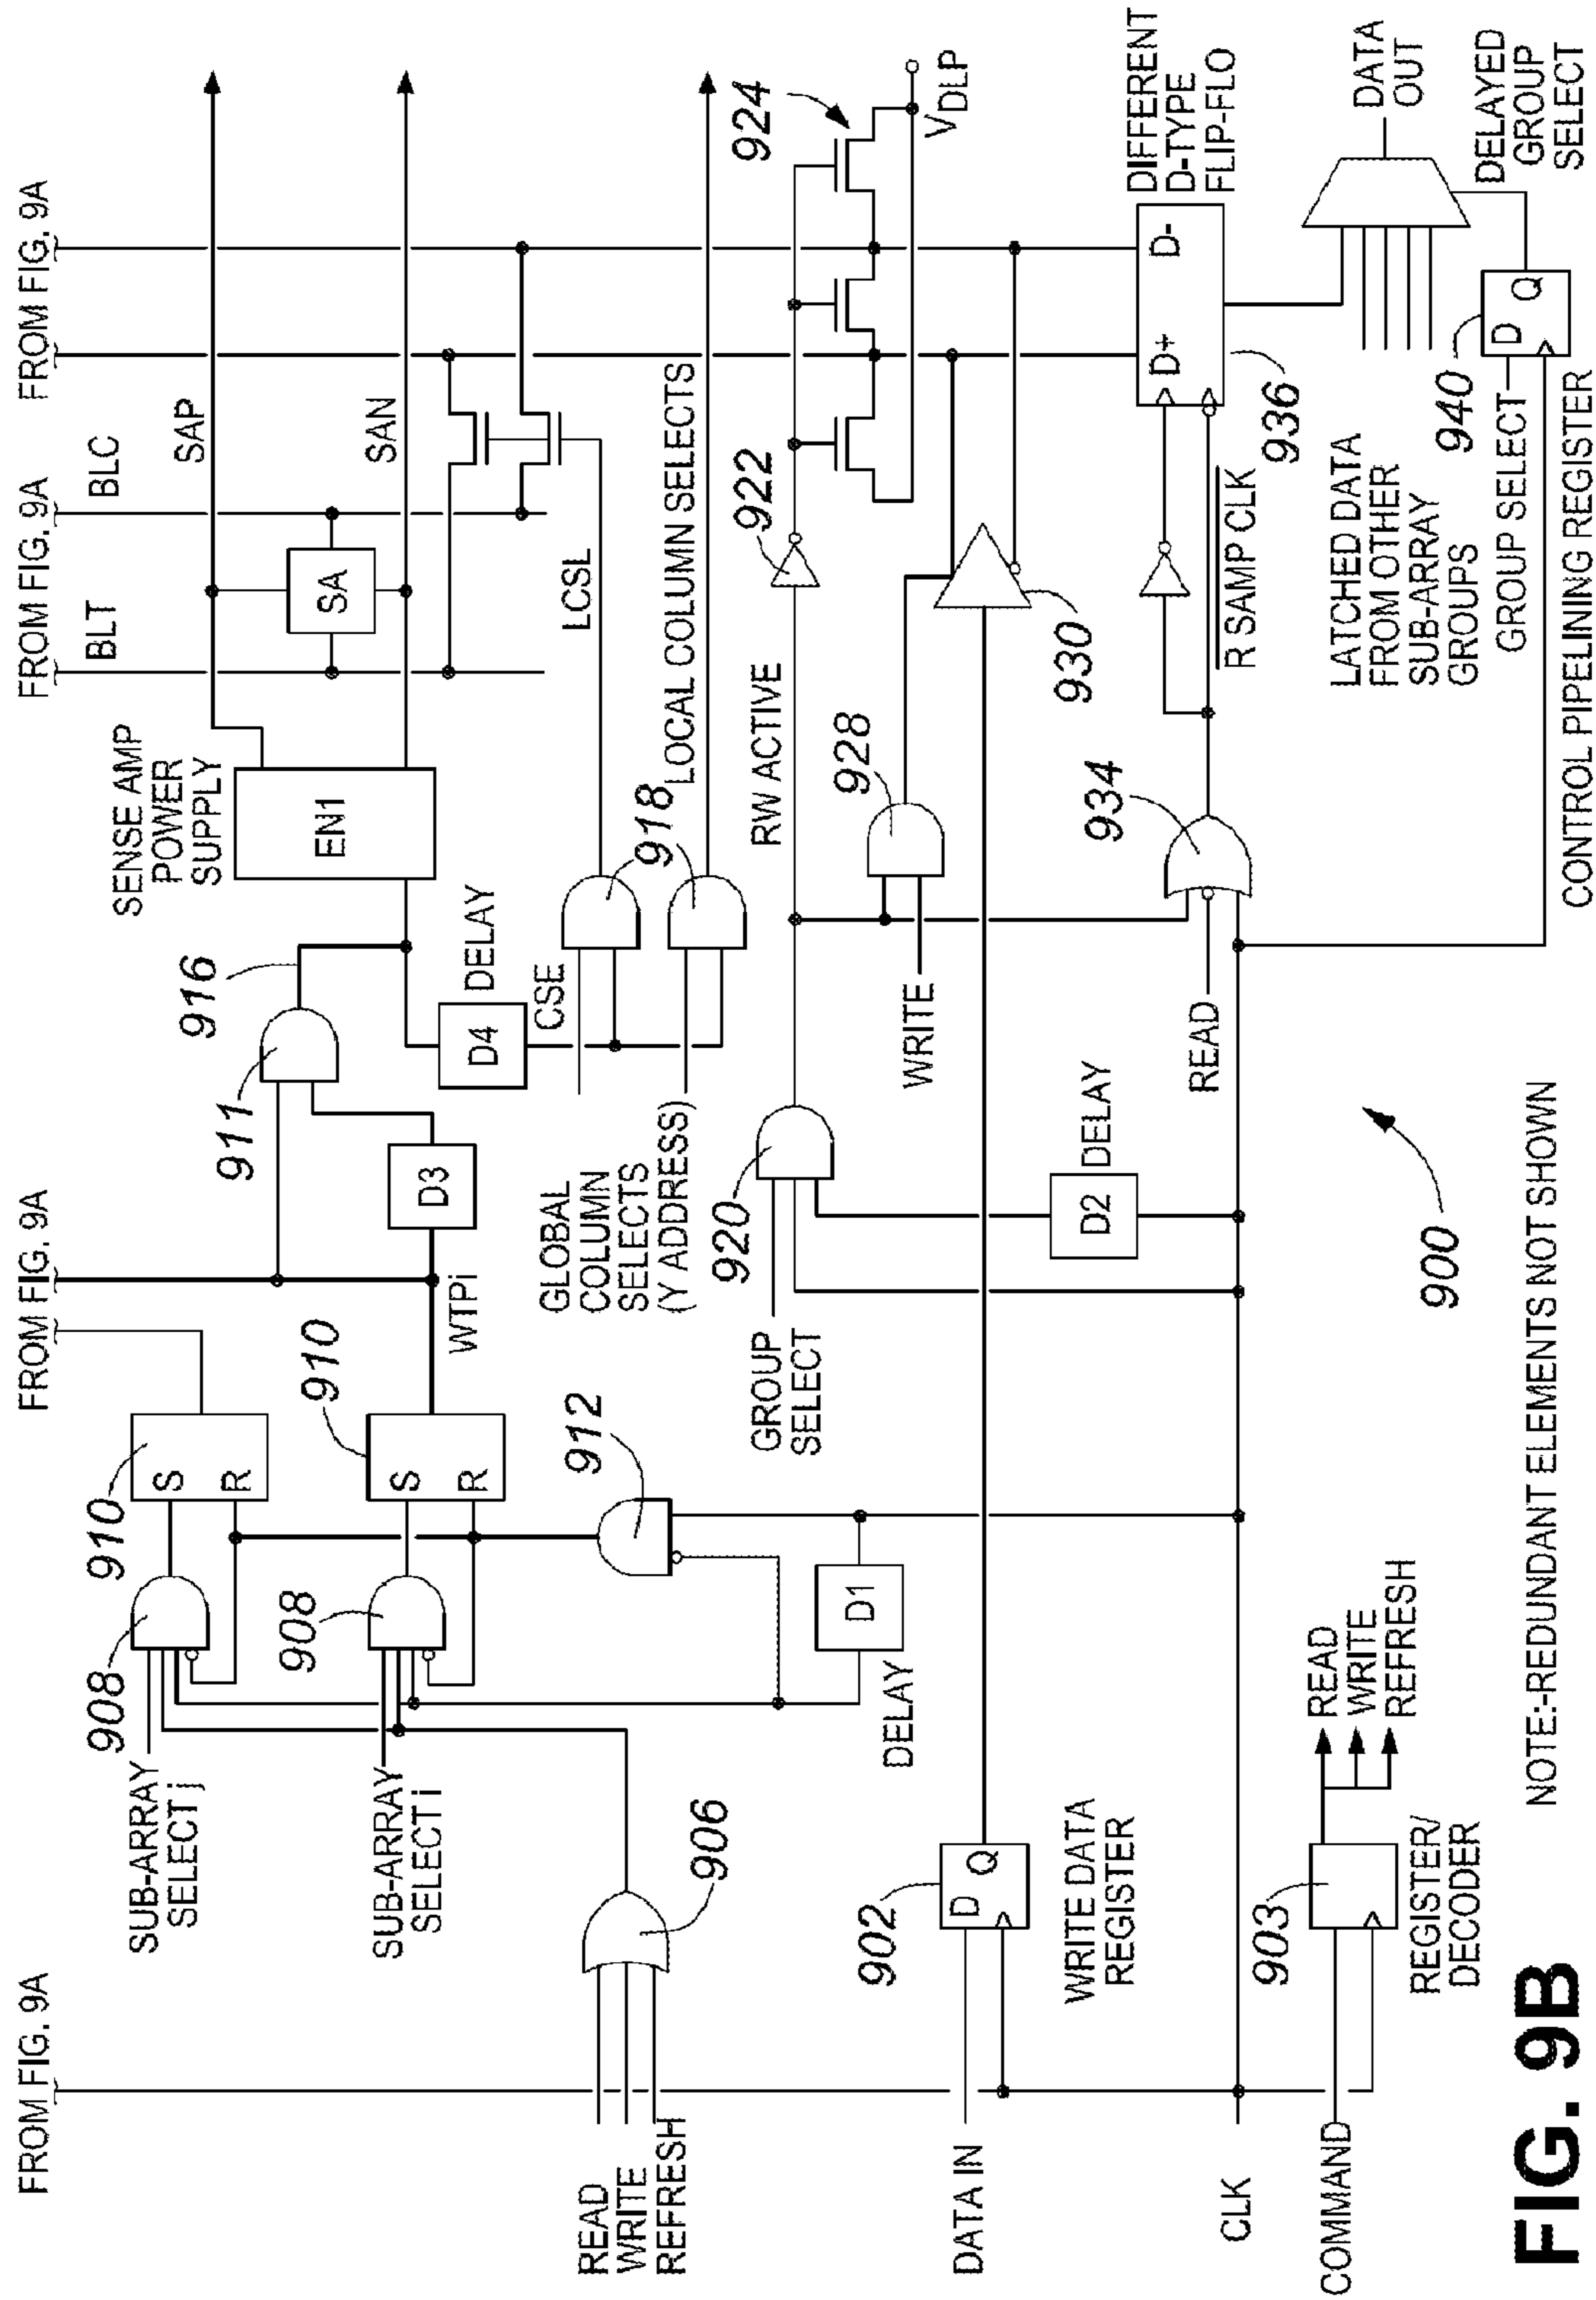 FROM FIG. 9A
FROM FIG. 9A
FROM FIG. 9A
FROM FIG. 9A
FROM FIG. 9A
FROM FIG. 9A
BLT
BLC
SAP
SAN
SA
SENSE AMP
POWER
SUPPLY
EN1
916
911
D3
WTPi
D4
DELAY
CSE
LCSL
918
LOCAL COLUMN SELECTS
GLOBAL
COLUMN
SELECTS
(Y ADDRESS)
SUB-ARRAY
SELECT j
908
910
S
R
SUB-ARRAY
SELECT i
908
910
S
R
912
D1
DELAY
READ
WRITE
REFRESH
906
GROUP
SELECT
920
RW ACTIVE
922
924
VDLP
WRITE
928
930
D2
DELAY
READ
934
R SAMP CLK
D+
D-
936
DIFFERENT
D-TYPE
FLIP-FLO
DATA
OUT
DELAYED
GROUP
SELECT
LATCHED DATA
FROM OTHER
SUB-ARRAY
GROUPS
GROUP SELECT
940
D
Q
CONTROL PIPELINING REGISTER
DATA IN
902
D
Q
WRITE DATA
REGISTER
CLK
COMMAND
903
REGISTER/
DECODER
READ
WRITE
REFRESH
900
NOTE:-REDUNDANT ELEMENTS NOT SHOWN
FIG. 9B